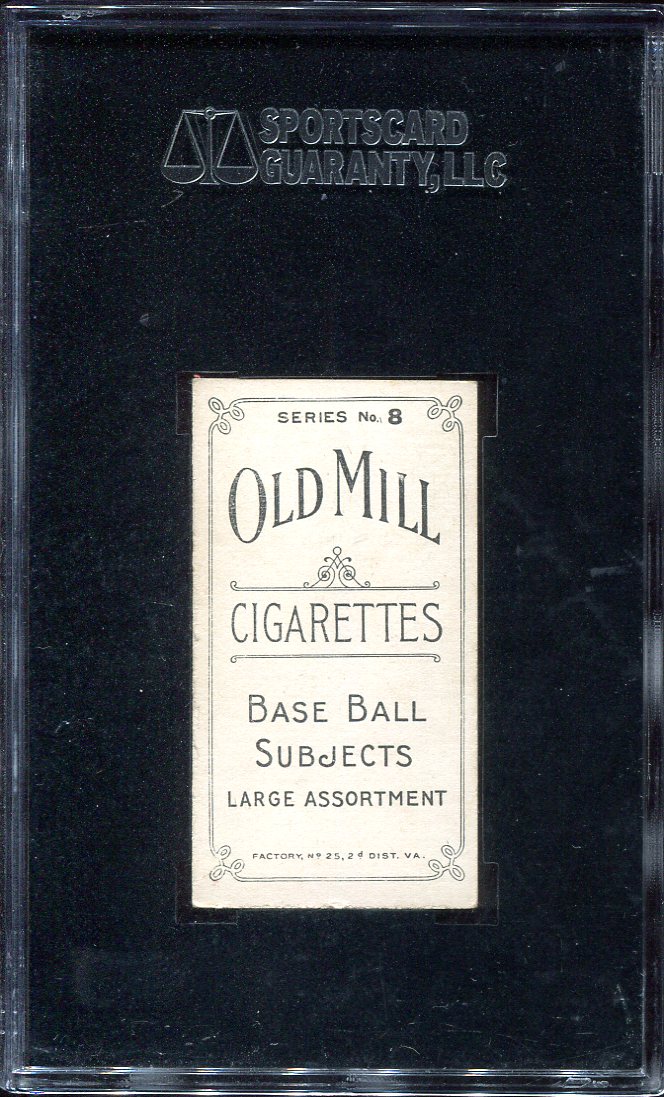 SPORTSCARD
GUARANTY, LLC
SERIES No. 8
OLD MILL
CIGARETTES
BASE BALL
SUBJECTS
LARGE ASSORTMENT
FACTORY, Nº 25, 2d DIST. VA.